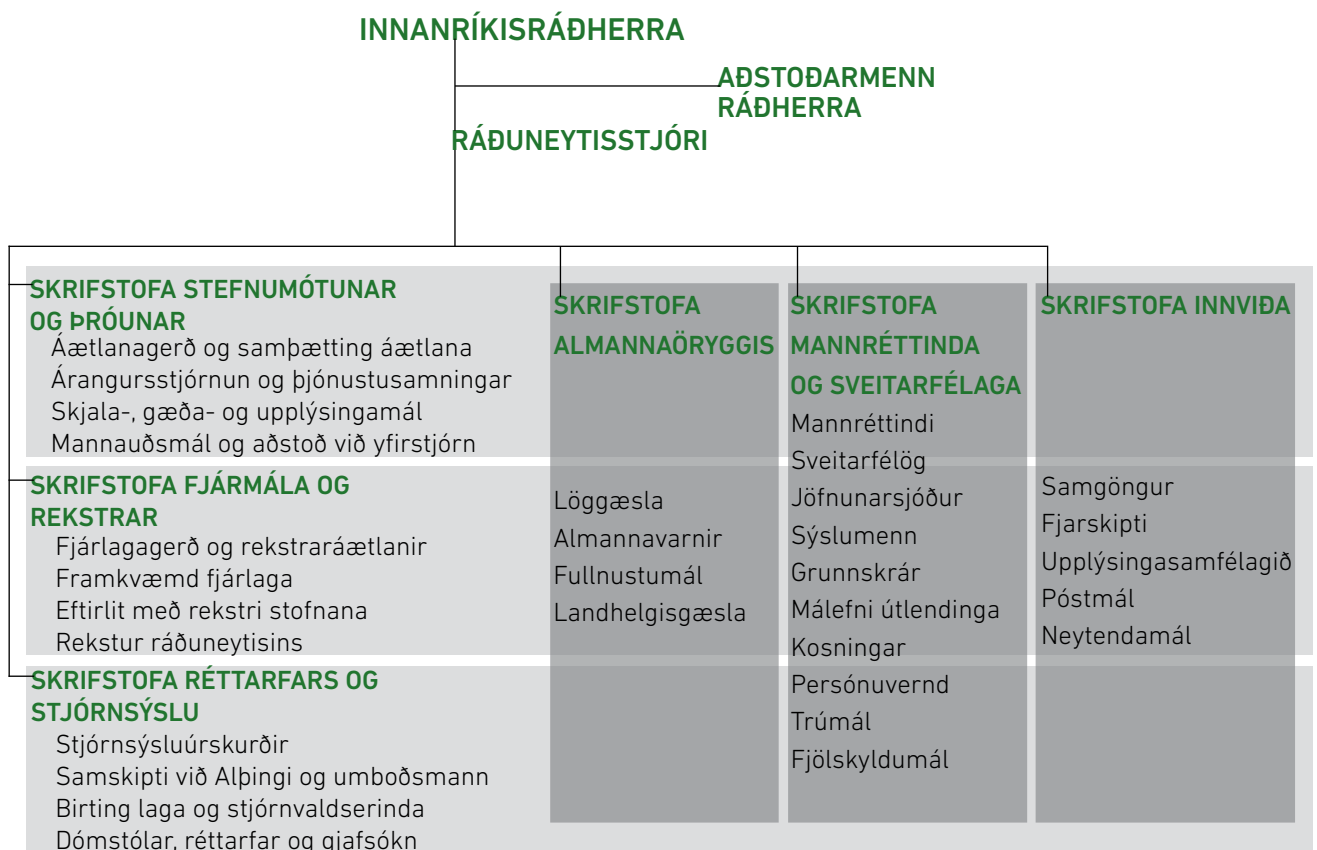 INNANRÍKISRÁÐHERRA
AÐSTOÐARMENN
RÁÐHERRA
RÁÐUNEYTISSTJÓRI
SKRIFSTOFA STEFNUMÓTUNAR
OG ÞRÓUNAR
Áætlanagerð og samþætting áætlana
Árangursstjórnun og þjónustusamningar
Skjala-, gæða- og upplýsingamál
Mannauðsmál og aðstoð við yfirstjórn
SKRIFSTOFA FJÁRMÁLA OG
REKSTRAR
Fjárlagagerð og rekstraráætlanir
Framkvæmd fjárlaga
Eftirlit með rekstri stofnana
Rekstur ráðuneytisins
SKRIFSTOFA RÉTTARFARS OG
STJÓRNSÝSLU
Stjórnsýsluúrskurðir
Samskipti við Alþingi og umboðsmann
Birting laga og stjórnvaldserinda
Dómstólar, réttarfar og gjafsókn
SKRIFSTOFA
ALMANNAÖRYGGIS
Löggæsla
Almannavarnir
Fullnustumál
Landhelgisgæsla
SKRIFSTOFA
MANNRÉTTINDA
OG SVEITARFÉLAGA
Mannréttindi
Sveitarfélög
Jöfnunarsjóður
Sýslumenn
Grunnskrár
Málefni útlendinga
Kosningar
Persónuvernd
Trúmál
Fjölskyldumál
SKRIFSTOFA INNVIÐA
Samgöngur
Fjarskipti
Upplýsingasamfélagið
Póstmál
Neytendamál